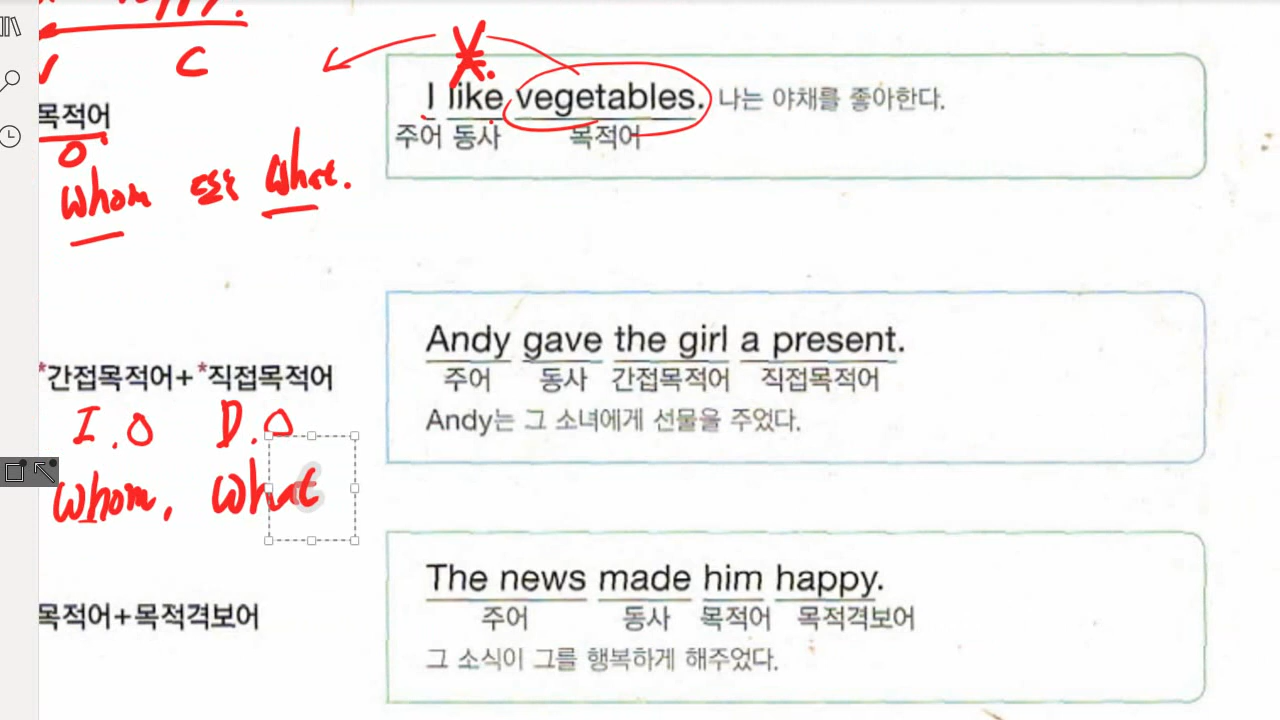 V C
I like vegetables. 나는 야채를 좋아한다.
주어 동사 목적어
목적어
O
whom 또는 what.
Andy gave the girl a present.
주어 동사 간접목적어 직접목적어
Andy는 그 소녀에게 선물을 주었다.
*간접목적어+*직접목적어
I.O D.O
whom, what
The news made him happy.
주어 동사 목적어 목적격보어
그 소식이 그를 행복하게 해주었다.
목적어+목적격보어